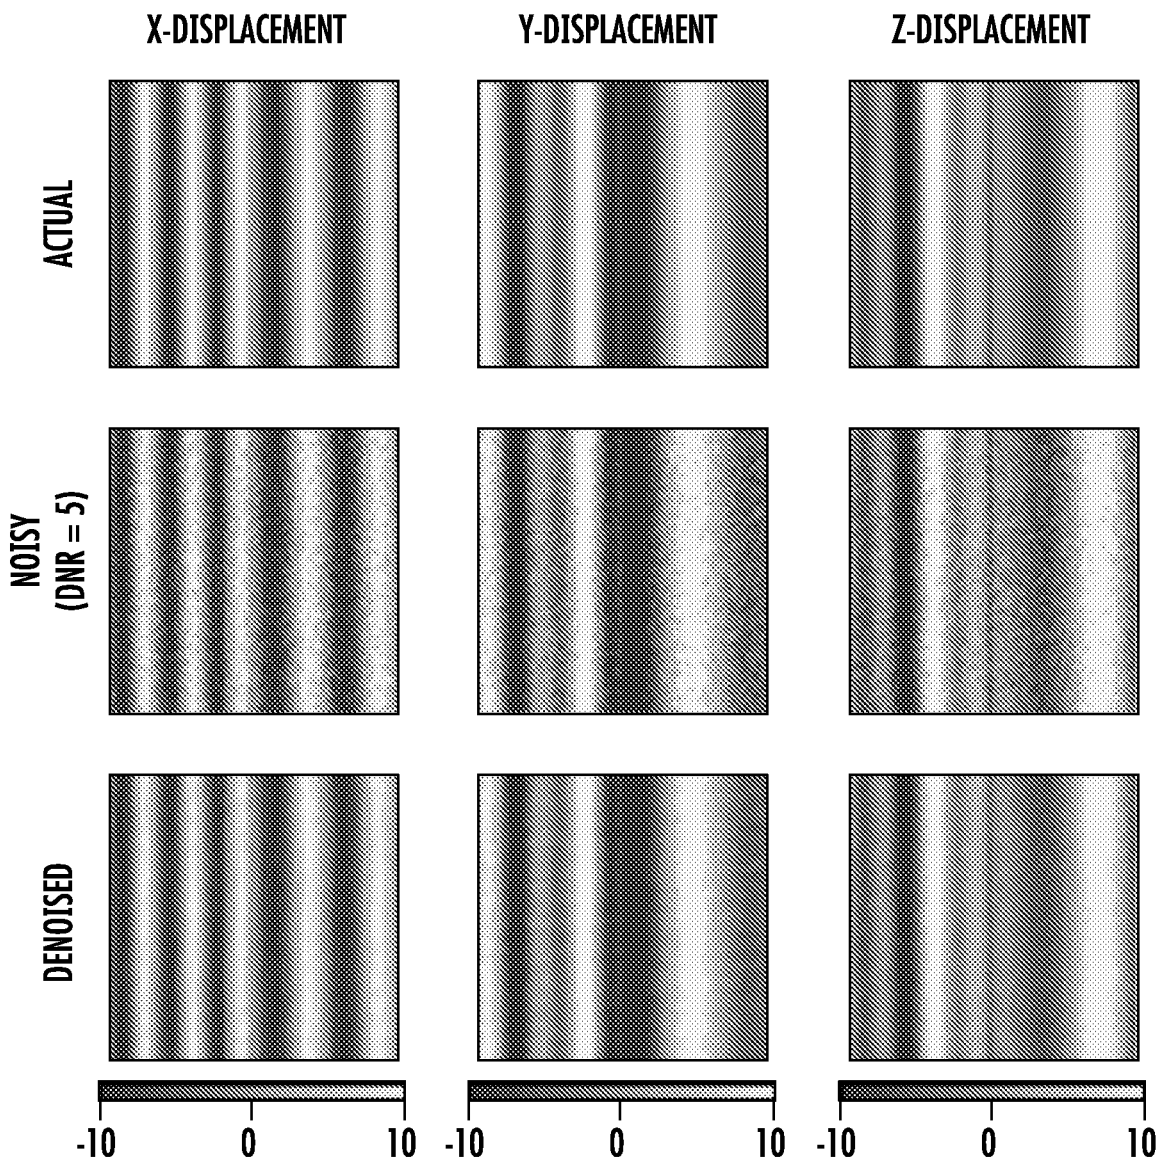 X-DISPLACEMENT Y-DISPLACEMENT Z-DISPLACEMENT
ACTUAL
NOISY
(DNR = 5)
DENOISED
-10 0 10 -10 0 10 -10 0 10